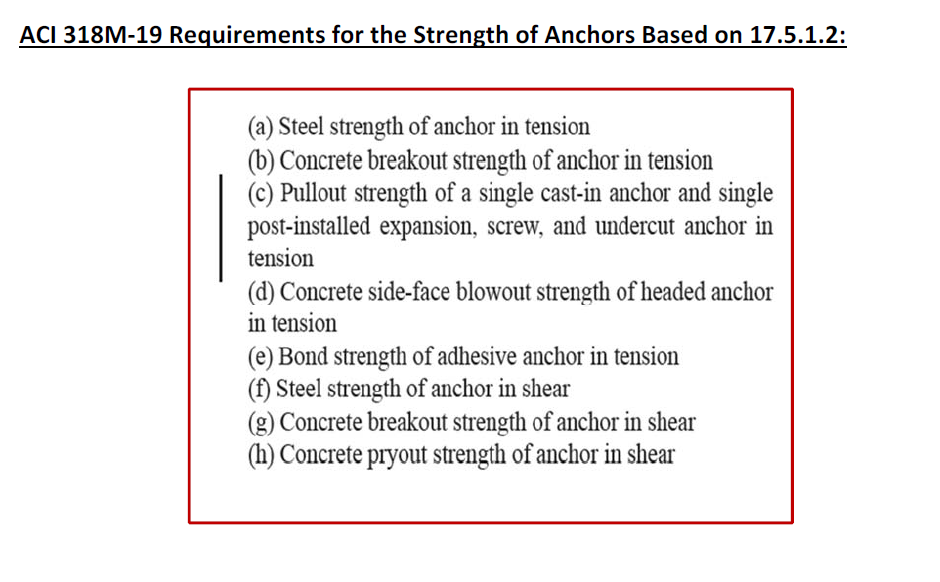 ACI 318M-19 Requirements for the Strength of Anchors Based on 17.5.1.2:
(a) Steel strength of anchor in tension
(b) Concrete breakout strength of anchor in tension
(c) Pullout strength of a single cast-in anchor and single
post-installed expansion, screw, and undercut anchor in
tension
(d) Concrete side-face blowout strength of headed anchor
in tension
(e) Bond strength of adhesive anchor in tension
(f) Steel strength of anchor in shear
(g) Concrete breakout strength of anchor in shear
(h) Concrete pryout strength of anchor in shear